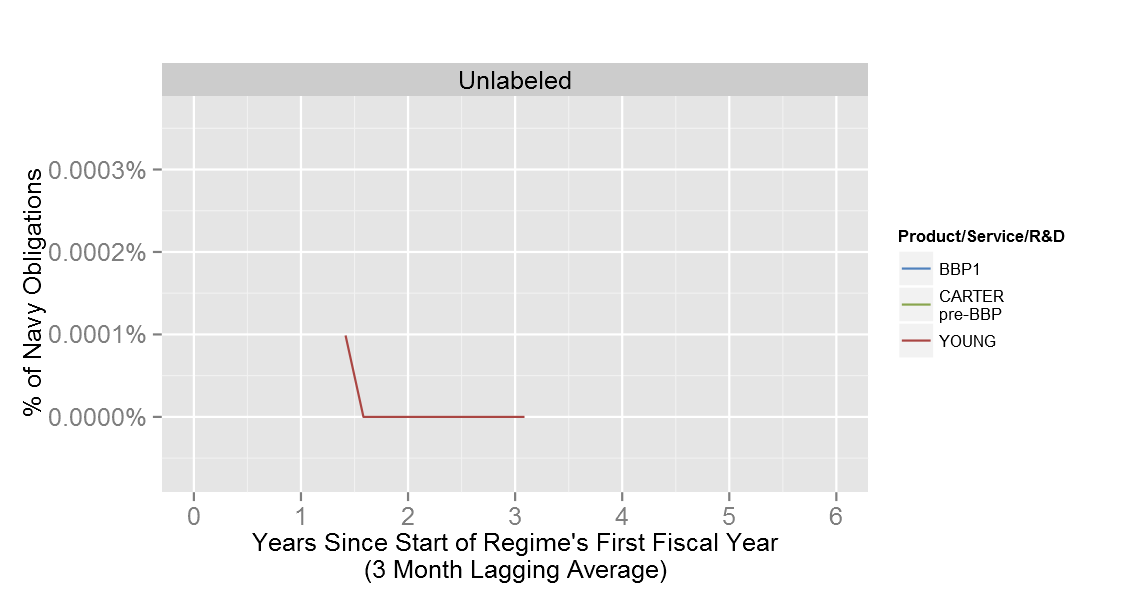 Unlabeled
0.0003%
0.0002%
0.0001%
0.0000%
% of Navy Obligations
0 1 2 3 4 5 6
Years Since Start of Regime's First Fiscal Year
(3 Month Lagging Average)
Product/Service/R&D
BBP1
CARTER
pre-BBP
YOUNG